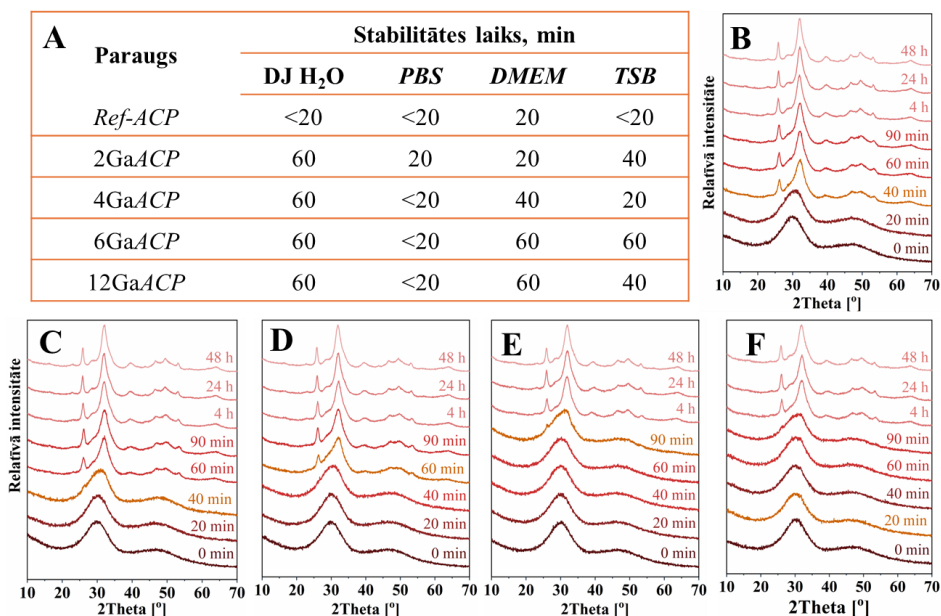 A
Paraugs
Stabilitātes laiks, min
DJ H₂O PBS DMEM TSB
Ref-ACP <20 <20 20 <20
2GaACP 60 20 20 40
4GaACP 60 <20 40 20
6GaACP 60 <20 60 60
12GaACP 60 <20 60 40
B
Relatīvā intensitāte
48 h
24 h
4 h
90 min
60 min
40 min
20 min
0 min
10 20 30 40 50 60 70
2Theta [°]
C
Relatīvā intensitāte
48 h
24 h
4 h
90 min
60 min
40 min
20 min
0 min
10 20 30 40 50 60 70
2Theta [°]
D
48 h
24 h
4 h
90 min
60 min
40 min
20 min
0 min
10 20 30 40 50 60 70
2Theta [°]
E
48 h
24 h
4 h
90 min
60 min
40 min
20 min
0 min
10 20 30 40 50 60 70
2Theta [°]
F
48 h
24 h
4 h
90 min
60 min
40 min
20 min
0 min
10 20 30 40 50 60 70
2Theta [°]